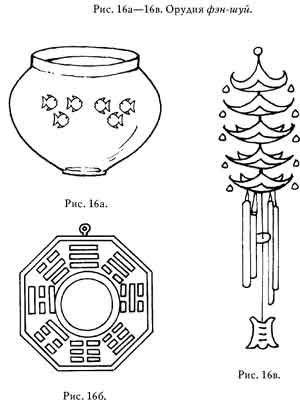 Рис. 16а—16в. Орудия фэн-шуй.
Рис. 16а.
Рис. 16б.
Рис. 16в.